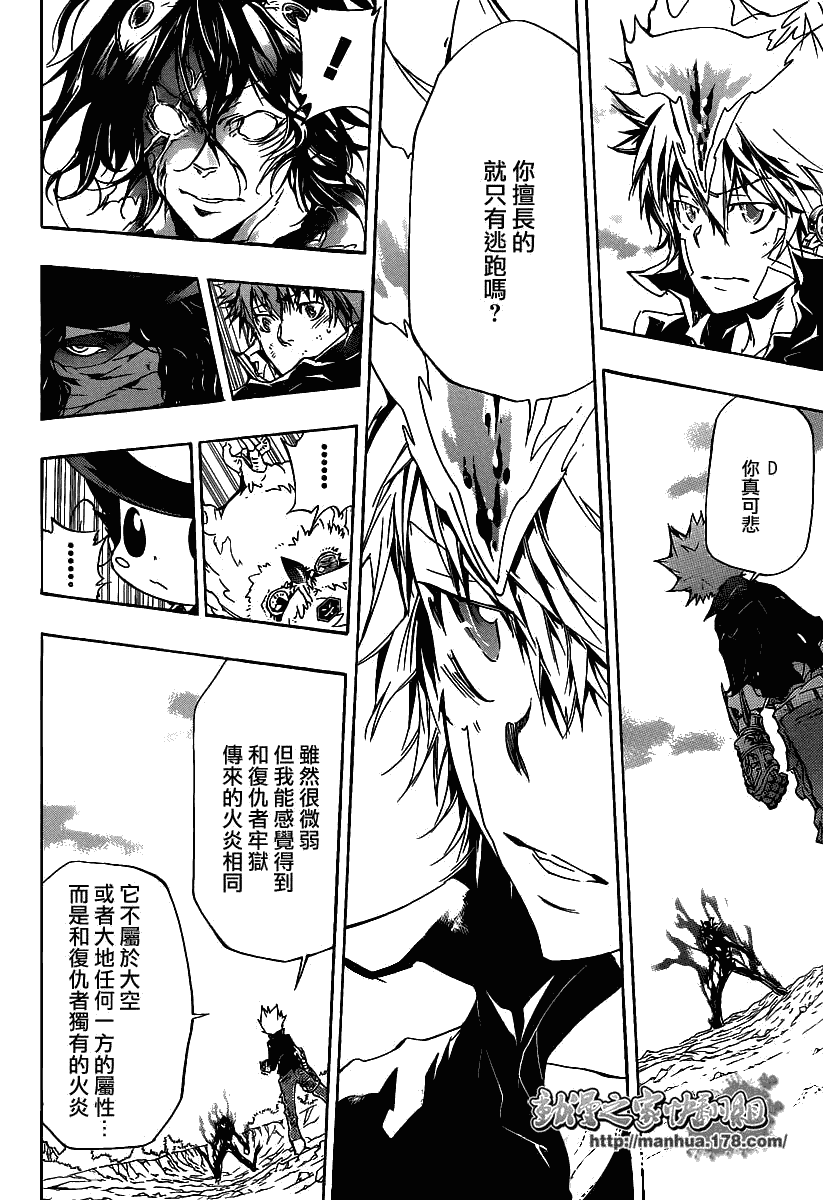 D
你真可悲
你擅長的
就只有逃跑嗎?
!
……
……
雖然很微弱
但我能感覺得到
和復仇者牢獄
傳來的火炎相同
它不屬於大空
或者大地任何一方的屬性…
而是和復仇者獨有的火炎
http://manhua.178.com/